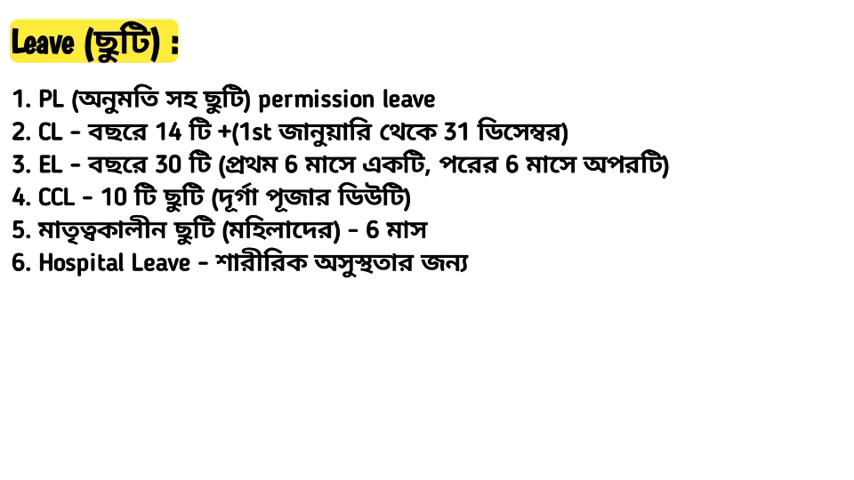 Leave (ছুটি) :
1. PL (অনুমতি সহ ছুটি) permission leave
2. CL - বছরে 14 টি +(1st জানুয়ারি থেকে 31 ডিসেম্বর)
3. EL - বছরে 30 টি (প্রথম 6 মাসে একটি, পরের 6 মাসে অপরটি)
4. CCL - 10 টি ছুটি (দূর্গা পূজার ডিউটি)
5. মাতৃত্বকালীন ছুটি (মহিলাদের) - 6 মাস
6. Hospital Leave - শারীরিক অসুস্থতার জন্য